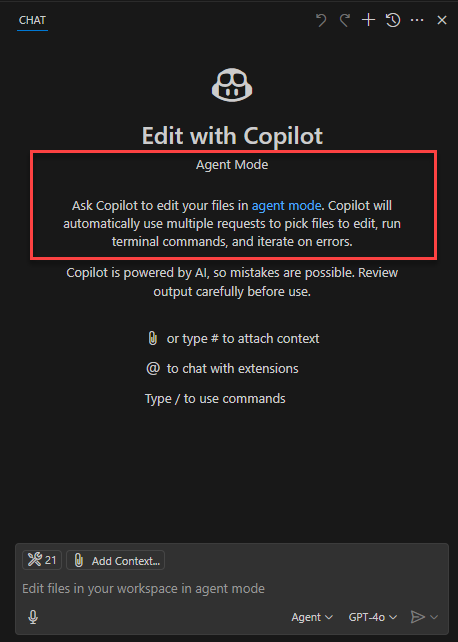 CHAT
Edit with Copilot
Agent Mode
Ask Copilot to edit your files in agent mode. Copilot will
automatically use multiple requests to pick files to edit, run
terminal commands, and iterate on errors.
Copilot is powered by AI, so mistakes are possible. Review
output carefully before use.
or type # to attach context
@ to chat with extensions
Type / to use commands
21 Add Context...
Edit files in your workspace in agent mode
Agent GPT-4o